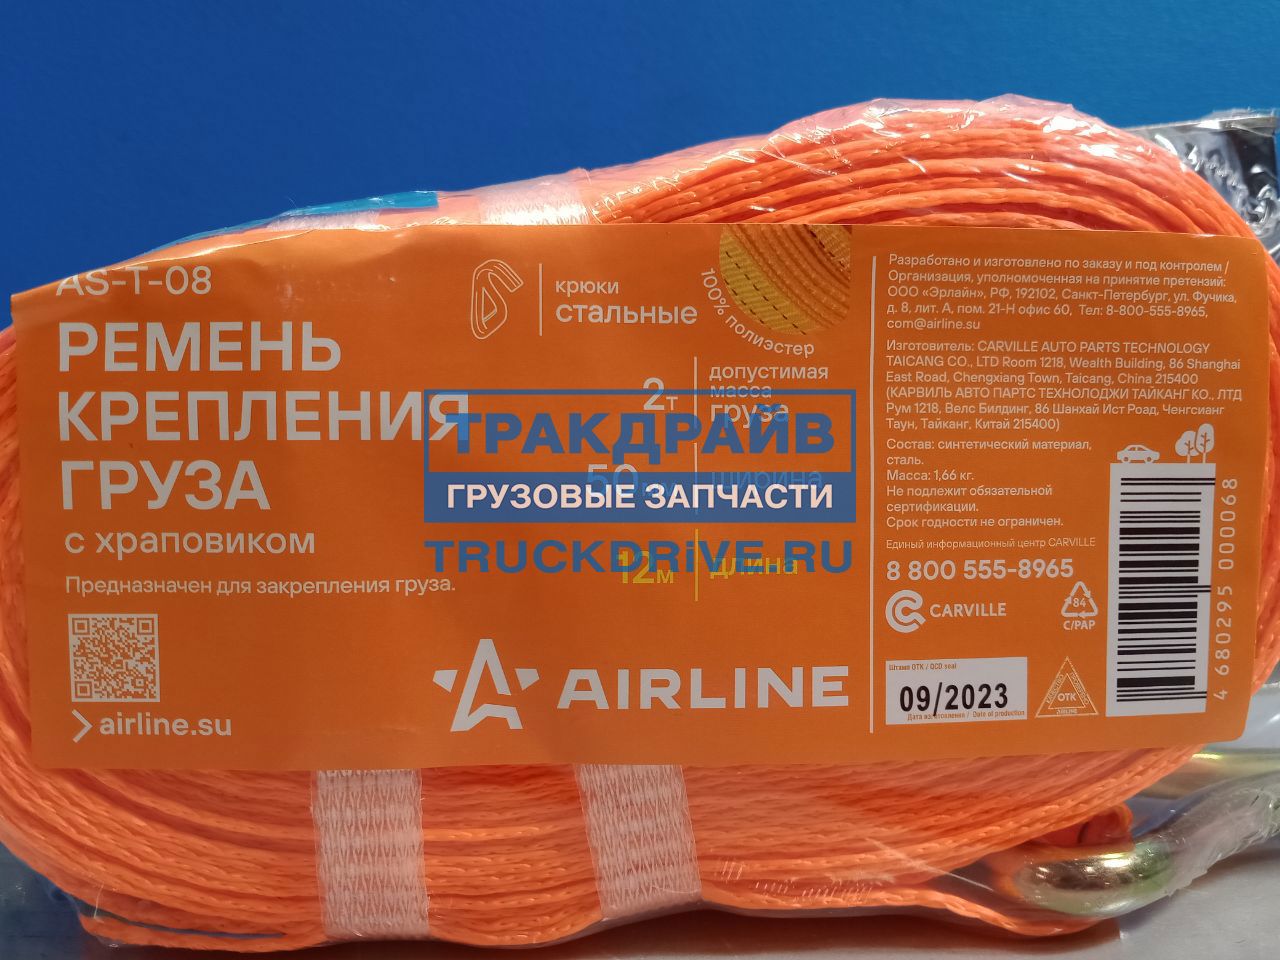 AS-T-08
РЕМЕНЬ
КРЕПЛЕНИЯ
ГРУЗА
с храповиком
Предназначен для закрепления груза.
airline.su
крюки
стальные
100% полиэстер
2т
допустимая
масса
груза
50
ширина
12м
длина
ТРАКДРАЙВ
ГРУЗОВЫЕ ЗАПЧАСТИ
TRUCKDRIVE.RU
AIRLINE
Разработано и изготовлено по заказу и под контролем /
Организация, уполномоченная на принятие претензий:
ООО «Эрлайн», РФ, 192102, Санкт-Петербург, ул. Фучика,
д. 8, лит. А, пом. 21-Н офис 60, Тел: 8-800-555-8965,
com@airline.su
Изготовитель: CARVILLE AUTO PARTS TECHNOLOGY
TAICANG CO., LTD Room 1218, Wealth Building, 86 Shanghai
East Road, Chengxiang Town, Taicang, China 215400
(КАРВИЛЬ АВТО ПАРТС ТЕХНОЛОДЖИ ТАЙКАНГ КО., ЛТД
Рум 1218, Велс Билдинг, 86 Шанхай Ист Роад, Ченгсианг
Таун, Тайканг, Китай 215400)
Состав: синтетический материал,
сталь.
Масса: 1,66 кг.
Не подлежит обязательной
сертификации.
Срок годности не ограничен.
Единый информационный центр CARVILLE
8 800 555-8965
CARVILLE
84
C/PAP
Штамп ОТК / QCD seal
09/2023
Дата изготовления / Date of production
ОТК
AIRLINE
4 680295 000068